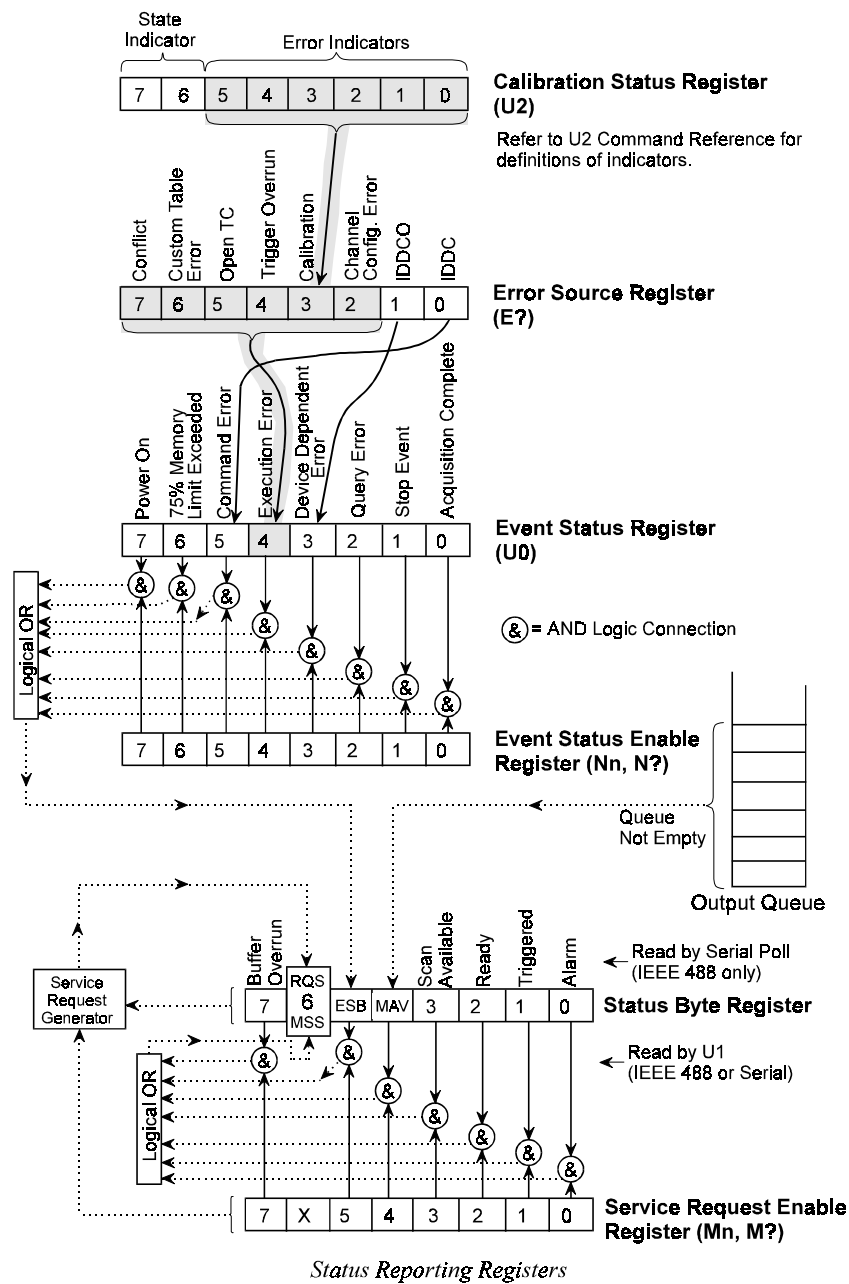 State
Indicator
Error Indicators
7 6 5 4 3 2 1 0
Calibration Status Register
(U2)
Refer to U2 Command Reference for
definitions of indicators.
Conflict
Custom Table
Error
Open TC
Trigger Overrun
Calibration
Channel
Config. Error
IDDCO
IDDC
7 6 5 4 3 2 1 0
Error Source Register
(E?)
Power On
75% Memory
Limit Exceeded
Command Error
Execution Error
Device Dependent
Error
Query Error
Stop Event
Acquisition Complete
7 6 5 4 3 2 1 0
Event Status Register
(U0)
& & & & & & & &
Logical OR
& = AND Logic Connection
7 6 5 4 3 2 1 0
Event Status Enable
Register (Nn, N?)
Queue
Not Empty
Output Queue
Buffer
Overrun
Scan
Available
Ready
Triggered
Alarm
Read by Serial Poll
(IEEE 488 only)
Service
Request
Generator
RQS
7 6 ESB MAV 3 2 1 0
MSS
Status Byte Register
& & & & & & &
Logical OR
Read by U1
(IEEE 488 or Serial)
7 X 5 4 3 2 1 0
Service Request Enable
Register (Mn, M?)
Status Reporting Registers